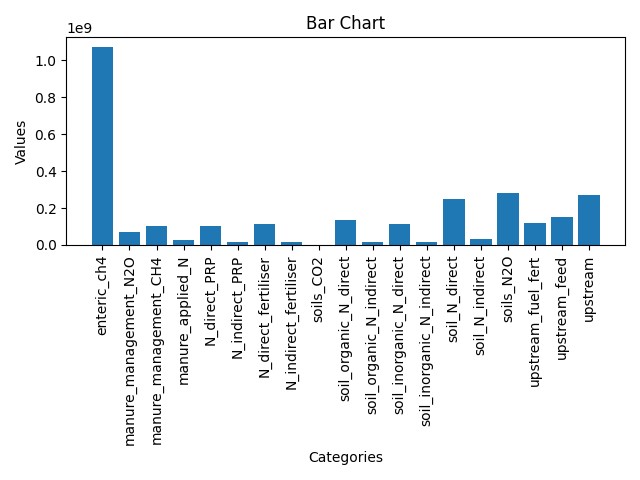 Bar Chart
1e9
Values
1.0
0.8
0.6
0.4
0.2
0.0
enteric_ch4
manure_management_N2O
manure_management_CH4
manure_applied_N
N_direct_PRP
N_indirect_PRP
N_direct_fertiliser
N_indirect_fertiliser
soils_CO2
soil_organic_N_direct
soil_organic_N_indirect
soil_inorganic_N_direct
soil_inorganic_N_indirect
soil_N_direct
soil_N_indirect
soils_N2O
upstream_fuel_fert
upstream_feed
upstream
Categories